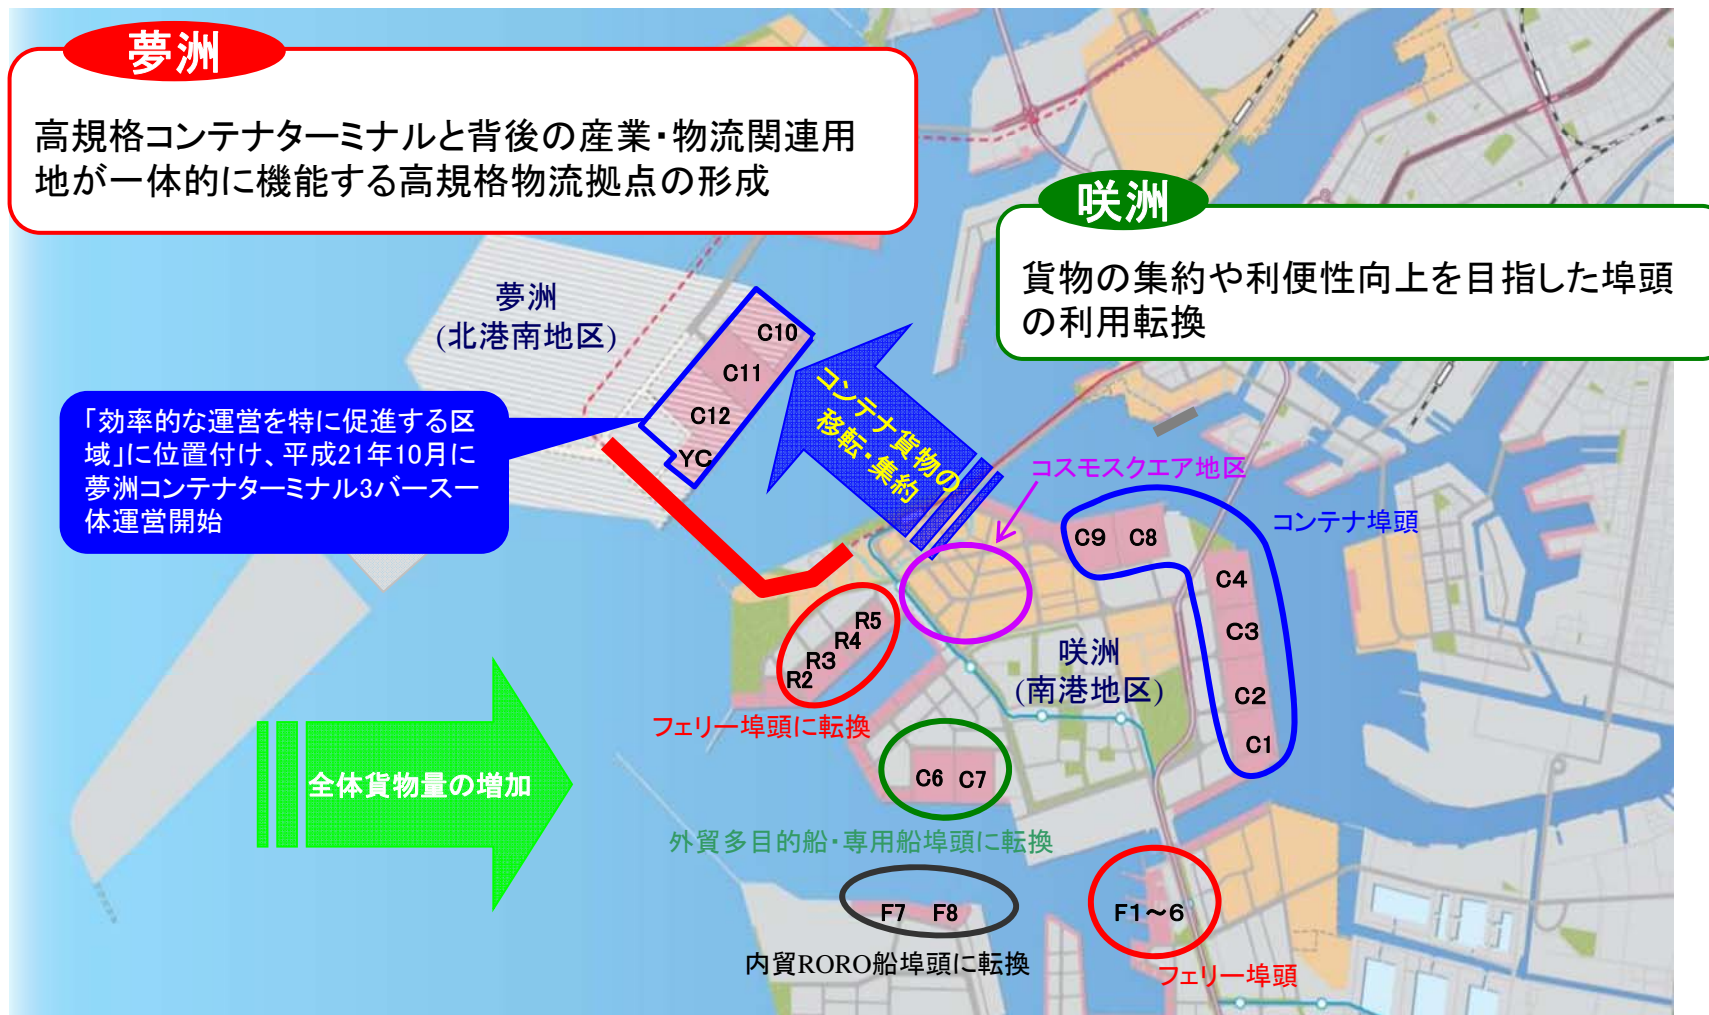 夢洲
高規格コンテナターミナルと背後の産業・物流関連用
地が一体的に機能する高規格物流拠点の形成
咲洲
貨物の集約や利便性向上を目指した埠頭
の利用転換
夢洲
(北港南地区)
C10
C11
C12
YC
「効率的な運営を特に促進する区
域」に位置付け、平成21年10月に
夢洲コンテナターミナル3バース一
体運営開始
コンテナ貨物の
移転・集約
コスモスクエア地区
コンテナ埠頭
C9
C8
C4
C3
C2
C1
R5
R4
R3
R2
フェリー埠頭に転換
咲洲
(南港地区)
全体貨物量の増加
C6
C7
外貿多目的船・専用船埠頭に転換
F7
F8
内貿RORO船埠頭に転換
F1～6
フェリー埠頭